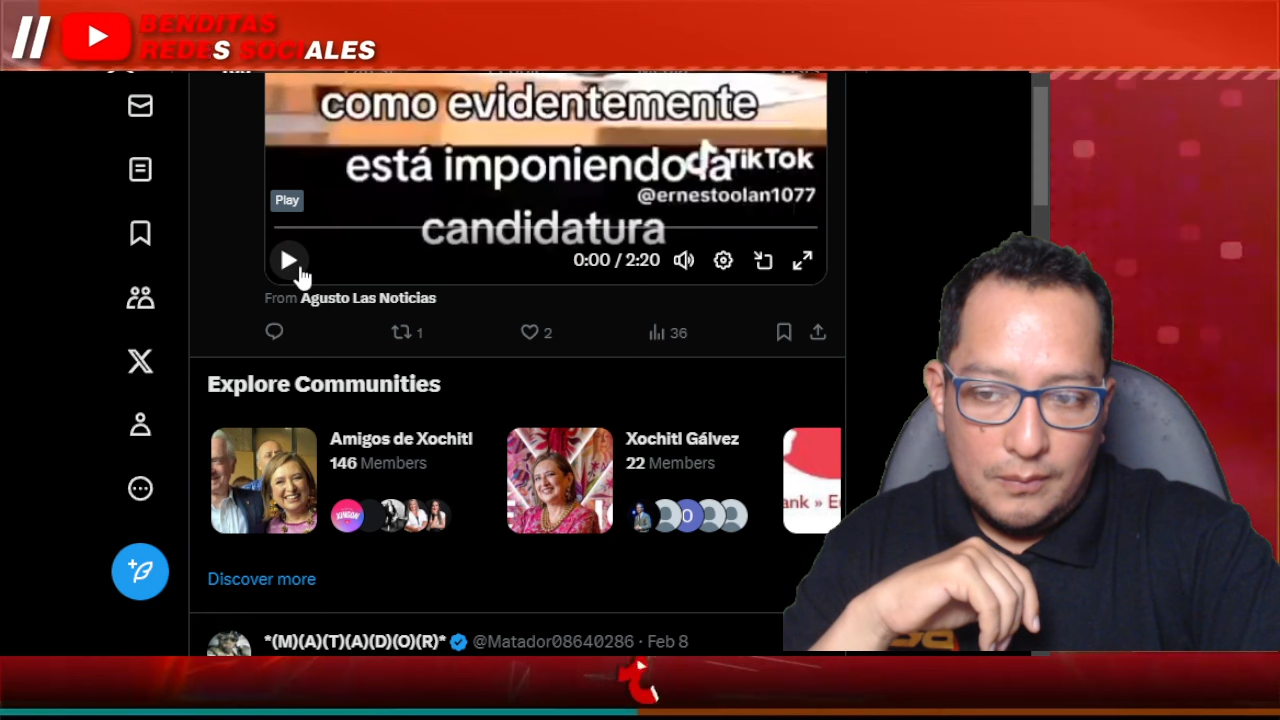 BENDITAS
REDES SOCIALES
como evidentemente
está imponiendo la
TikTok
@ernestoolan1077
Play
candidatura
0:00 / 2:20
From Agusto Las Noticias
1
2
36
Explore Communities
Amigos de Xochitl
146 Members
Xochitl Gálvez
22 Members
XINGON
O
ank » E
Discover more
*(M)(A)(T)(A)(D)(O)(R)* @Matador08640286 · Feb 8